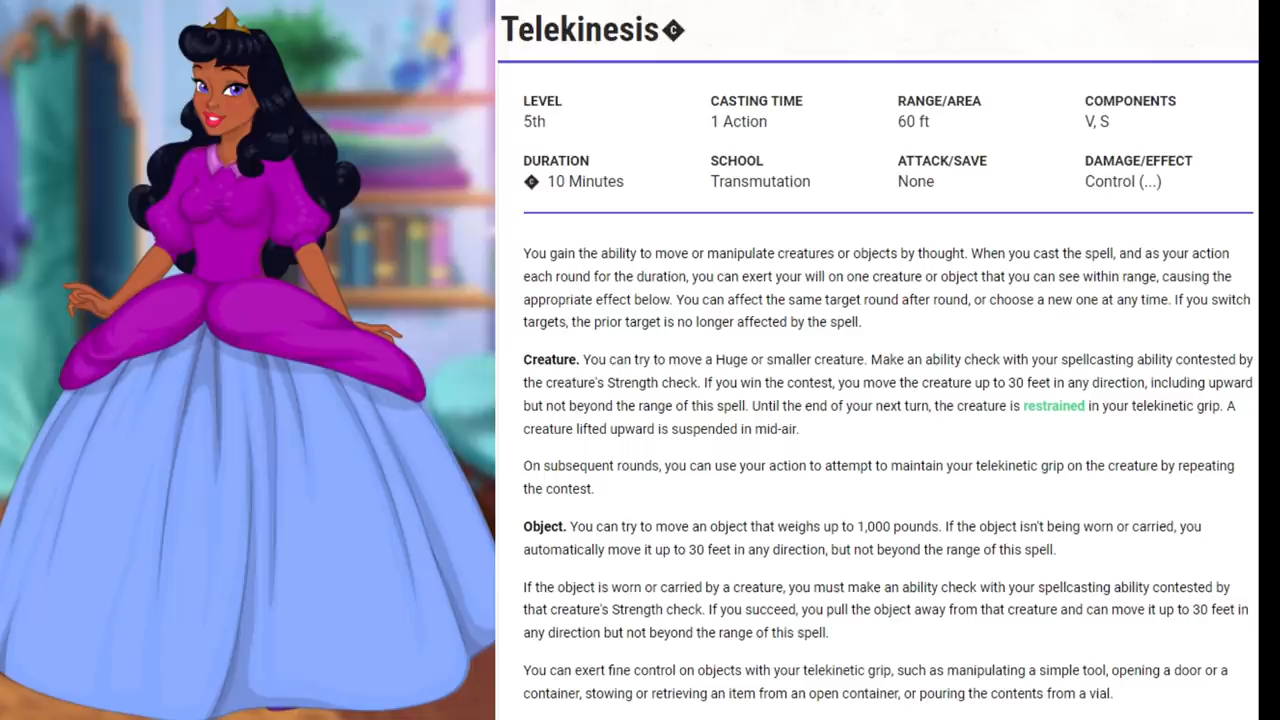 Telekinesis
LEVEL
5th
CASTING TIME
1 Action
RANGE/AREA
60 ft
COMPONENTS
V, S
DURATION
10 Minutes
SCHOOL
Transmutation
ATTACK/SAVE
None
DAMAGE/EFFECT
Control (...)
You gain the ability to move or manipulate creatures or objects by thought. When you cast the spell, and as your action
each round for the duration, you can exert your will on one creature or object that you can see within range, causing the
appropriate effect below. You can affect the same target round after round, or choose a new one at any time. If you switch
targets, the prior target is no longer affected by the spell.
Creature. You can try to move a Huge or smaller creature. Make an ability check with your spellcasting ability contested by
the creature's Strength check. If you win the contest, you move the creature up to 30 feet in any direction, including upward
but not beyond the range of this spell. Until the end of your next turn, the creature is restrained in your telekinetic grip. A
creature lifted upward is suspended in mid-air.
On subsequent rounds, you can use your action to attempt to maintain your telekinetic grip on the creature by repeating
the contest.
Object. You can try to move an object that weighs up to 1,000 pounds. If the object isn't being worn or carried, you
automatically move it up to 30 feet in any direction, but not beyond the range of this spell.
If the object is worn or carried by a creature, you must make an ability check with your spellcasting ability contested by
that creature's Strength check. If you succeed, you pull the object away from that creature and can move it up to 30 feet in
any direction but not beyond the range of this spell.
You can exert fine control on objects with your telekinetic grip, such as manipulating a simple tool, opening a door or a
container, stowing or retrieving an item from an open container, or pouring the contents from a vial.